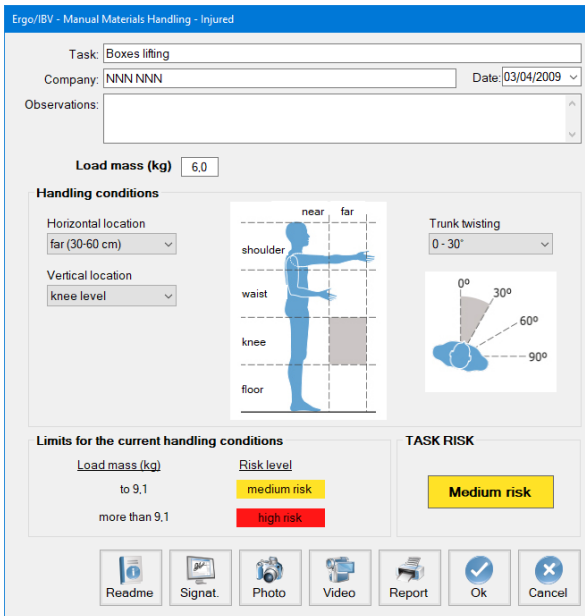 Ergo/IBV - Manual Materials Handling - Injured
Task: Boxes lifting
Company: NNN NNN Date: 03/04/2009
Observations:
Load mass (kg) 6,0
Handling conditions
Horizontal location
far (30-60 cm)
Vertical location
knee level
near far
shoulder
waist
knee
floor
Trunk twisting
0 - 30°
0º
30º
60º
90º
Limits for the current handling conditions
Load mass (kg) Risk level
to 9,1 medium risk
more than 9,1 high risk
TASK RISK
Medium risk
Readme Signat. Photo Video Report Ok Cancel